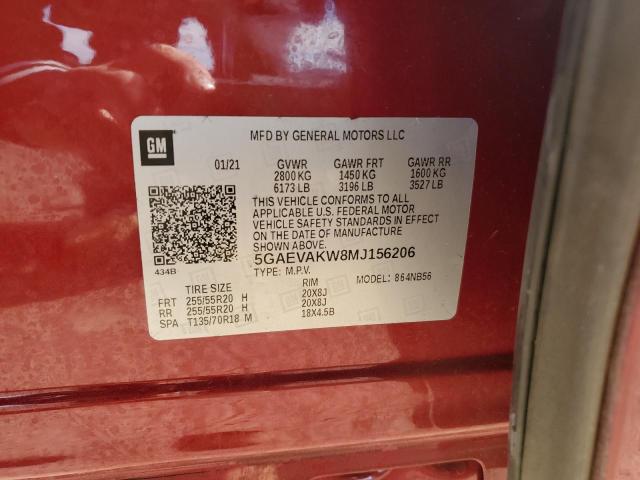 GM
MFD BY GENERAL MOTORS LLC
01/21 GVWR GAWR FRT GAWR RR
2800 KG 1450 KG 1600 KG
6173 LB 3196 LB 3527 LB
THIS VEHICLE CONFORMS TO ALL
APPLICABLE U.S. FEDERAL MOTOR
VEHICLE SAFETY STANDARDS IN EFFECT
ON THE DATE OF MANUFACTURE
SHOWN ABOVE.
434B
5GAEVAKW8MJ156206
TYPE: M.P.V. MODEL: 864NB56
TIRE SIZE RIM
FRT 255/55R20 H 20X8J
RR 255/55R20 H 20X8J
SPA T135/70R18 M 18X4.5B